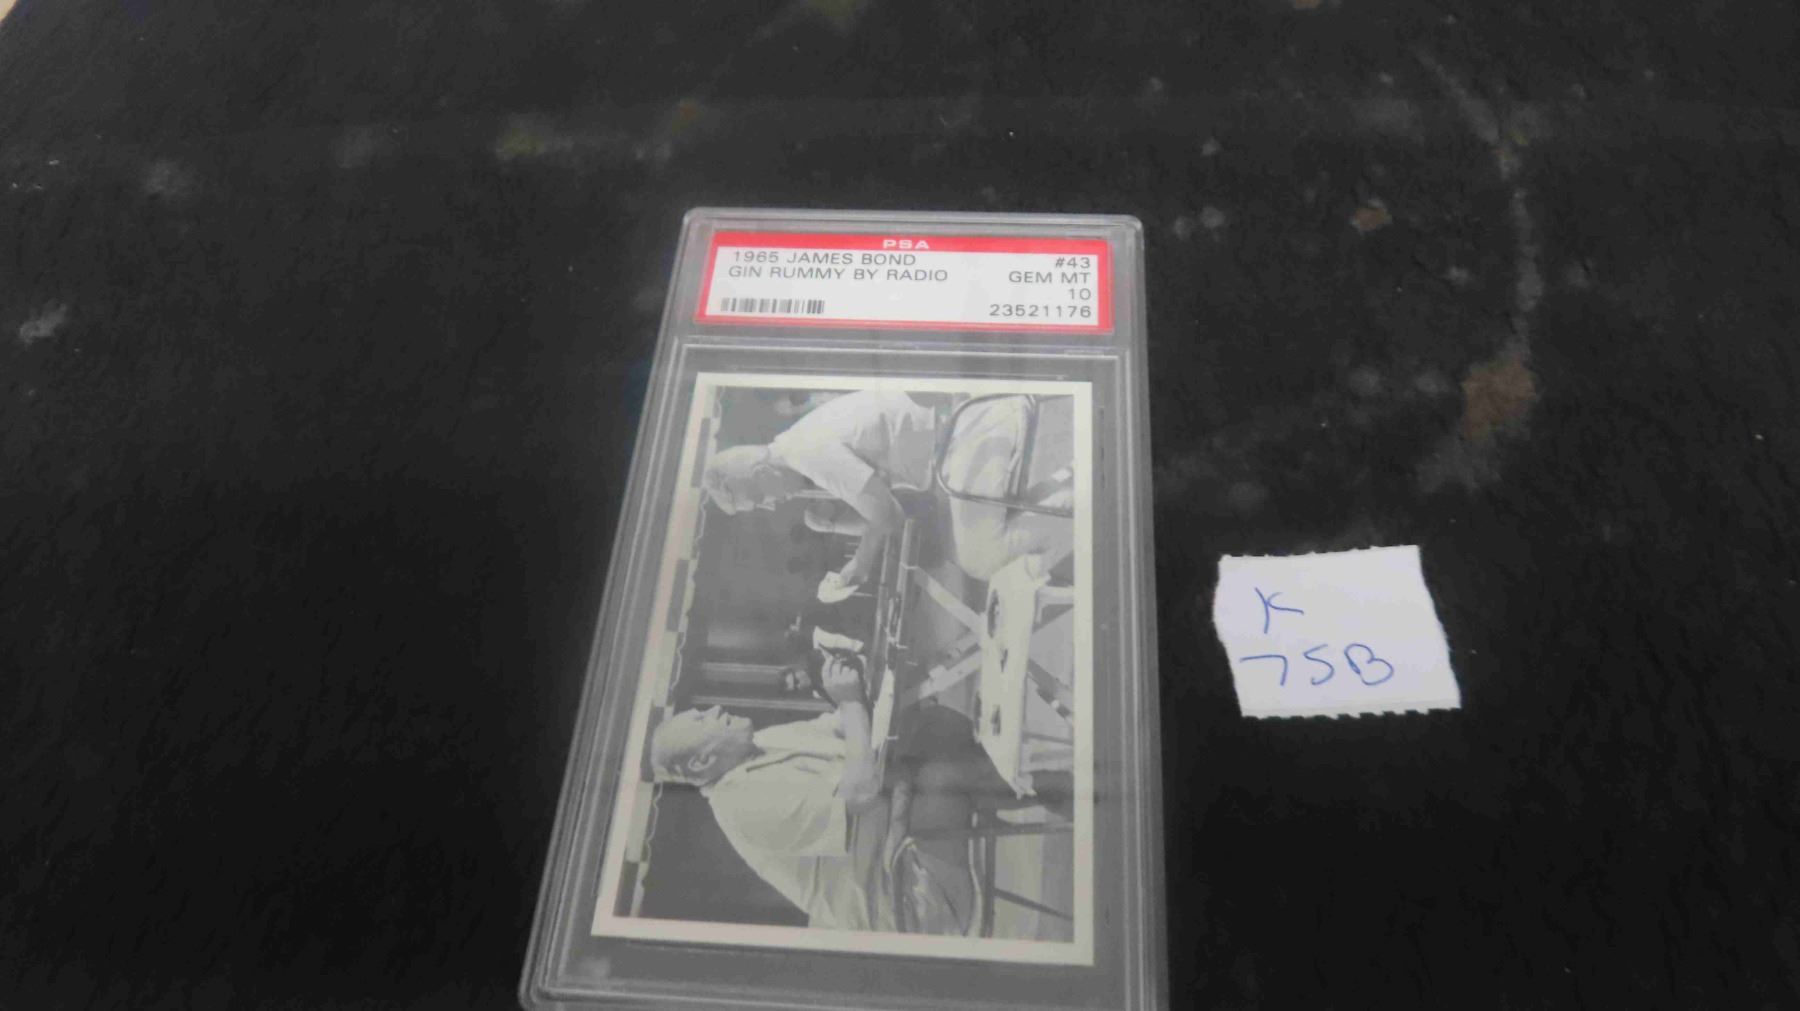 PSA
1965 JAMES BOND #43
GIN RUMMY BY RADIO GEM MT
10
23521176
K
75B